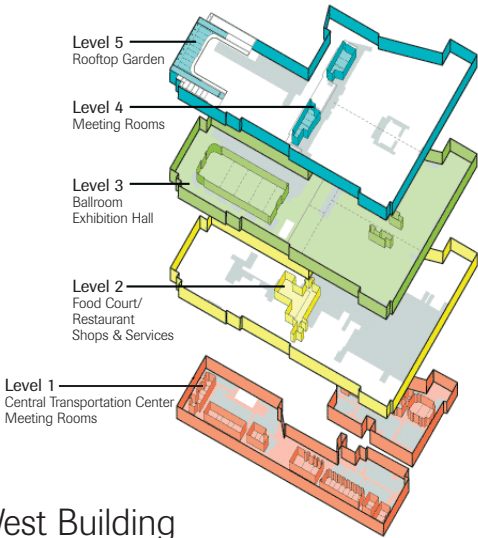 Level 5
Rooftop Garden
Level 4
Meeting Rooms
Level 3
Ballroom
Exhibition Hall
Level 2
Food Court/
Restaurant
Shops & Services
Level 1
Central Transportation Center
Meeting Rooms
West Building